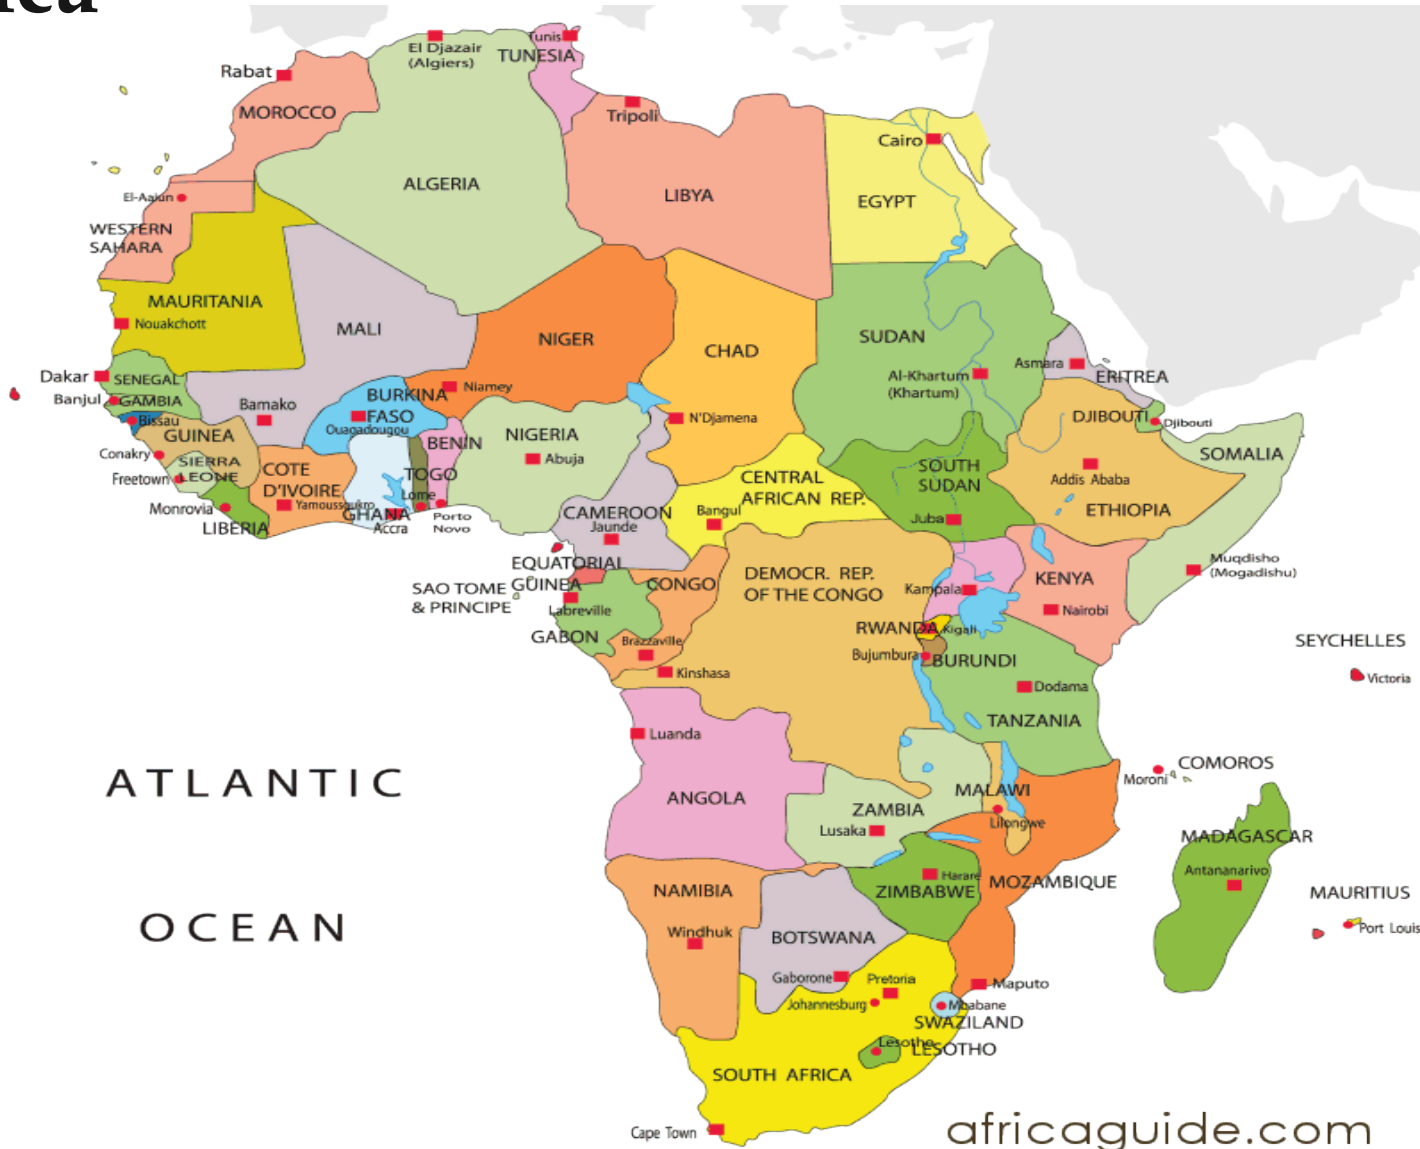 El Djazair
(Algiers)
Tunis
TUNESIA
Rabat
MOROCCO
Tripoli
Cairo
ALGERIA
LIBYA
EGYPT
El-Aaiun
WESTERN
SAHARA
MAURITANIA
Nouakchott
MALI
NIGER
CHAD
SUDAN
Al-Khartum
(Khartum)
Asmara
ERITREA
Dakar
SENEGAL
Banjul
GAMBIA
Bissau
GUINEA
Bamako
BURKINA
FASO
Ouagadougou
Niamey
N'Djamena
DJIBOUTI
Djibouti
SOMALIA
Conakry
SIERRA
LEONE
Freetown
Monrovia
LIBERIA
COTE
D'IVOIRE
Yamoussoukro
GHANA
Accra
TOGO
Lome
BENIN
Porto
Novo
NIGERIA
Abuja
CAMEROON
Jaunde
CENTRAL
AFRICAN REP.
Bangul
SOUTH
SUDAN
Juba
Addis Ababa
ETHIOPIA
Muqdisho
(Mogadishu)
EQUATORIAL
GUINEA
SAO TOME
& PRINCIPE
Labreville
GABON
CONGO
Brazzaville
Kinshasa
DEMOCR. REP.
OF THE CONGO
Kampala
KENYA
Nairobi
RWANDA
Kigali
Bujumbura
BURUNDI
Dodama
TANZANIA
SEYCHELLES
Victoria
Luanda
ANGOLA
ZAMBIA
Lusaka
MALAWI
Lilongwe
Moroni
COMOROS
ATLANTIC
OCEAN
NAMIBIA
Windhuk
BOTSWANA
Gaborone
Harare
ZIMBABWE
MOZAMBIQUE
MADAGASCAR
Antananarivo
MAURITIUS
Port Louis
Pretoria
Johannesburg
Maputo
Mbabane
SWAZILAND
Lesotho
LESOTHO
SOUTH AFRICA
Cape Town
africaguide.com